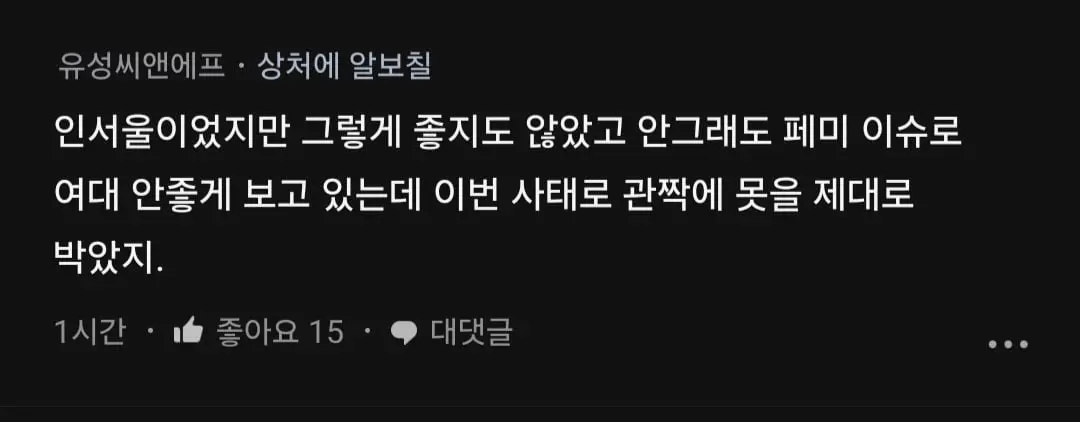 유성씨앤에프 · 상처에 알보칠
인서울이었지만 그렇게 좋지도 않았고 안그래도 페미 이슈로
여대 안좋게 보고 있는데 이번 사태로 관짝에 못을 제대로
박았지.
1시간 · 좋아요 15 · 대댓글